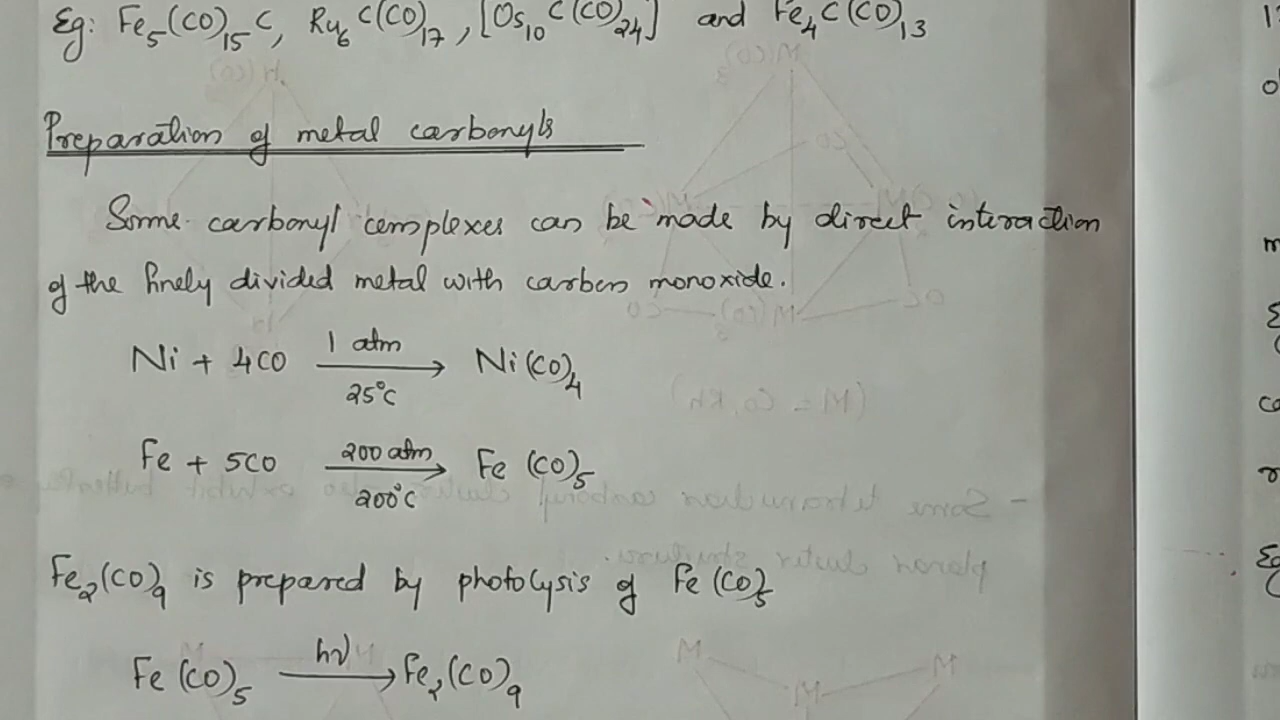 Eg: Fe₅(CO)₁₅C, Ru₆C(CO)₁₇, [Os₁₀C(CO)₂₄] and Fe₄C(CO)₁₃
Preparation of metal carbonyls
Some carbonyl complexes can be made by direct interaction
of the finely divided metal with carbon monoxide.
Ni + 4CO 1 atm 25°C → Ni(CO)₄
Fe + 5CO 200 atm 200°C → Fe(CO)₅
Fe₂(CO)₉ is prepared by photolysis of Fe(CO)₅
Fe(CO)₅ hν → Fe₂(CO)₉